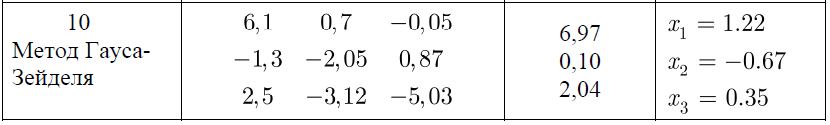 10
Метод Гауса-
Зейделя
6,1 0,7 −0,05
−1,3 −2,05 0,87
2,5 −3,12 −5,03
6,97
0,10
2,04
x₁ = 1.22
x₂ = −0.67
x₃ = 0.35